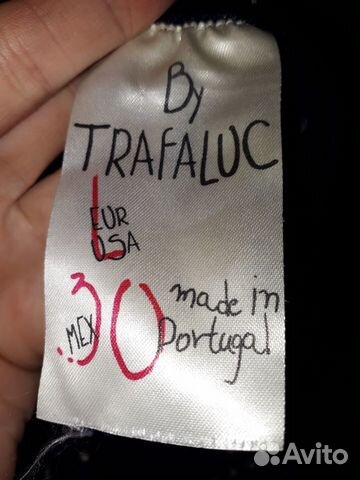 By
TRAFALUC
L
EUR
USA
MEX 30
made in
Portugal
Avito